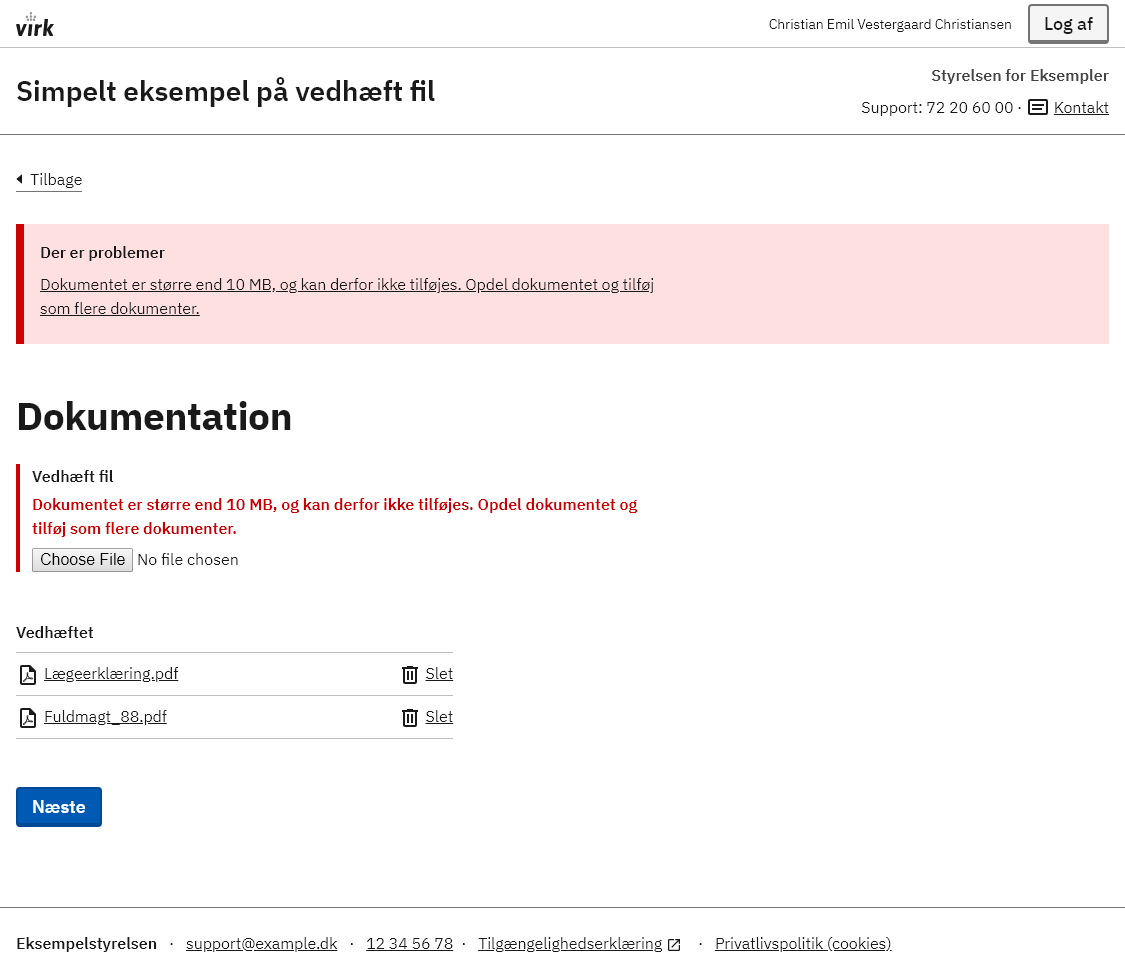 virk
Christian Emil Vestergaard Christiansen
Log af
Simpelt eksempel på vedhæft fil
Styrelsen for Eksempler
Support: 72 20 60 00 · Kontakt
Tilbage
Der er problemer
Dokumentet er større end 10 MB, og kan derfor ikke tilføjes. Opdel dokumentet og tilføj
som flere dokumenter.
Dokumentation
Vedhæft fil
Dokumentet er større end 10 MB, og kan derfor ikke tilføjes. Opdel dokumentet og
tilføj som flere dokumenter.
Choose File No file chosen
Vedhæftet
Lægeerklæring.pdf Slet
Fuldmagt_88.pdf Slet
Næste
Eksempelstyrelsen · support@example.dk · 12 34 56 78 · Tilgængelighedserklæring · Privatlivspolitik (cookies)